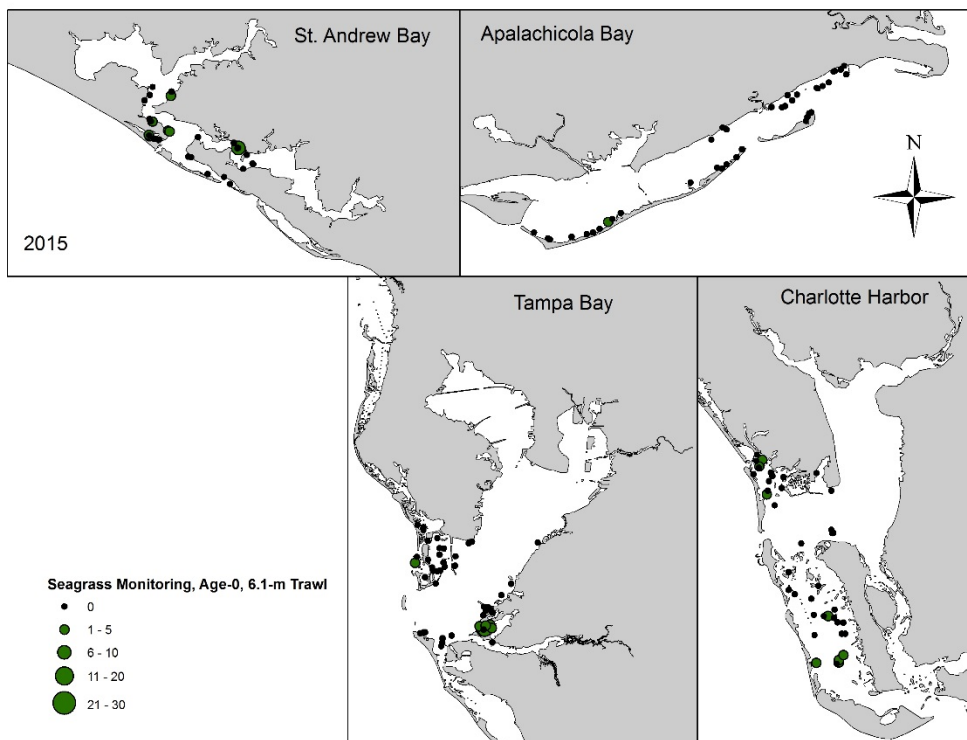 St. Andrew Bay
Apalachicola Bay
N
2015
Tampa Bay
Charlotte Harbor
Seagrass Monitoring, Age-0, 6.1-m Trawl
0
1 - 5
6 - 10
11 - 20
21 - 30